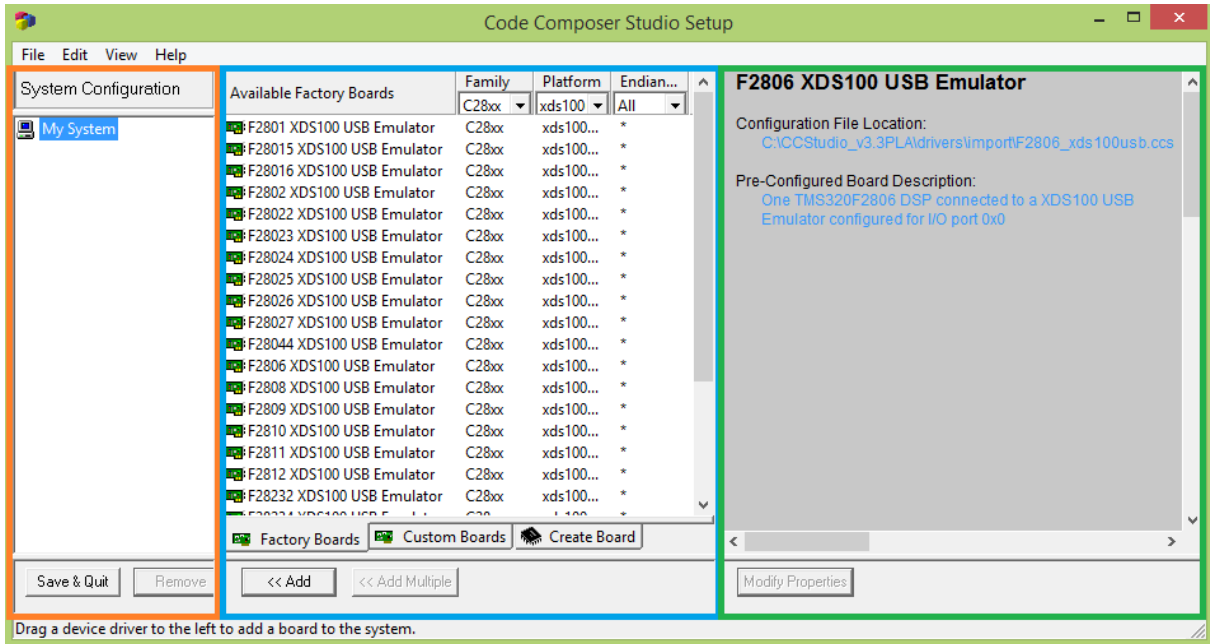 Code Composer Studio Setup
File Edit View Help
System Configuration
My System
Save & Quit Remove
Available Factory Boards Family Platform Endian...
C28xx xds100 All
F2801 XDS100 USB Emulator C28xx xds100... *
F28015 XDS100 USB Emulator C28xx xds100... *
F28016 XDS100 USB Emulator C28xx xds100... *
F2802 XDS100 USB Emulator C28xx xds100... *
F28022 XDS100 USB Emulator C28xx xds100... *
F28023 XDS100 USB Emulator C28xx xds100... *
F28024 XDS100 USB Emulator C28xx xds100... *
F28025 XDS100 USB Emulator C28xx xds100... *
F28026 XDS100 USB Emulator C28xx xds100... *
F28027 XDS100 USB Emulator C28xx xds100... *
F28044 XDS100 USB Emulator C28xx xds100... *
F2806 XDS100 USB Emulator C28xx xds100... *
F2808 XDS100 USB Emulator C28xx xds100... *
F2809 XDS100 USB Emulator C28xx xds100... *
F2810 XDS100 USB Emulator C28xx xds100... *
F2811 XDS100 USB Emulator C28xx xds100... *
F2812 XDS100 USB Emulator C28xx xds100... *
F28232 XDS100 USB Emulator C28xx xds100... *
Factory Boards Custom Boards Create Board
<< Add << Add Multiple
F2806 XDS100 USB Emulator
Configuration File Location:
C:\CCStudio_v3.3PLA\drivers\import\F2806_xds100usb.ccs
Pre-Configured Board Description:
One TMS320F2806 DSP connected to a XDS100 USB
Emulator configured for I/O port 0x0
Modify Properties
Drag a device driver to the left to add a board to the system.